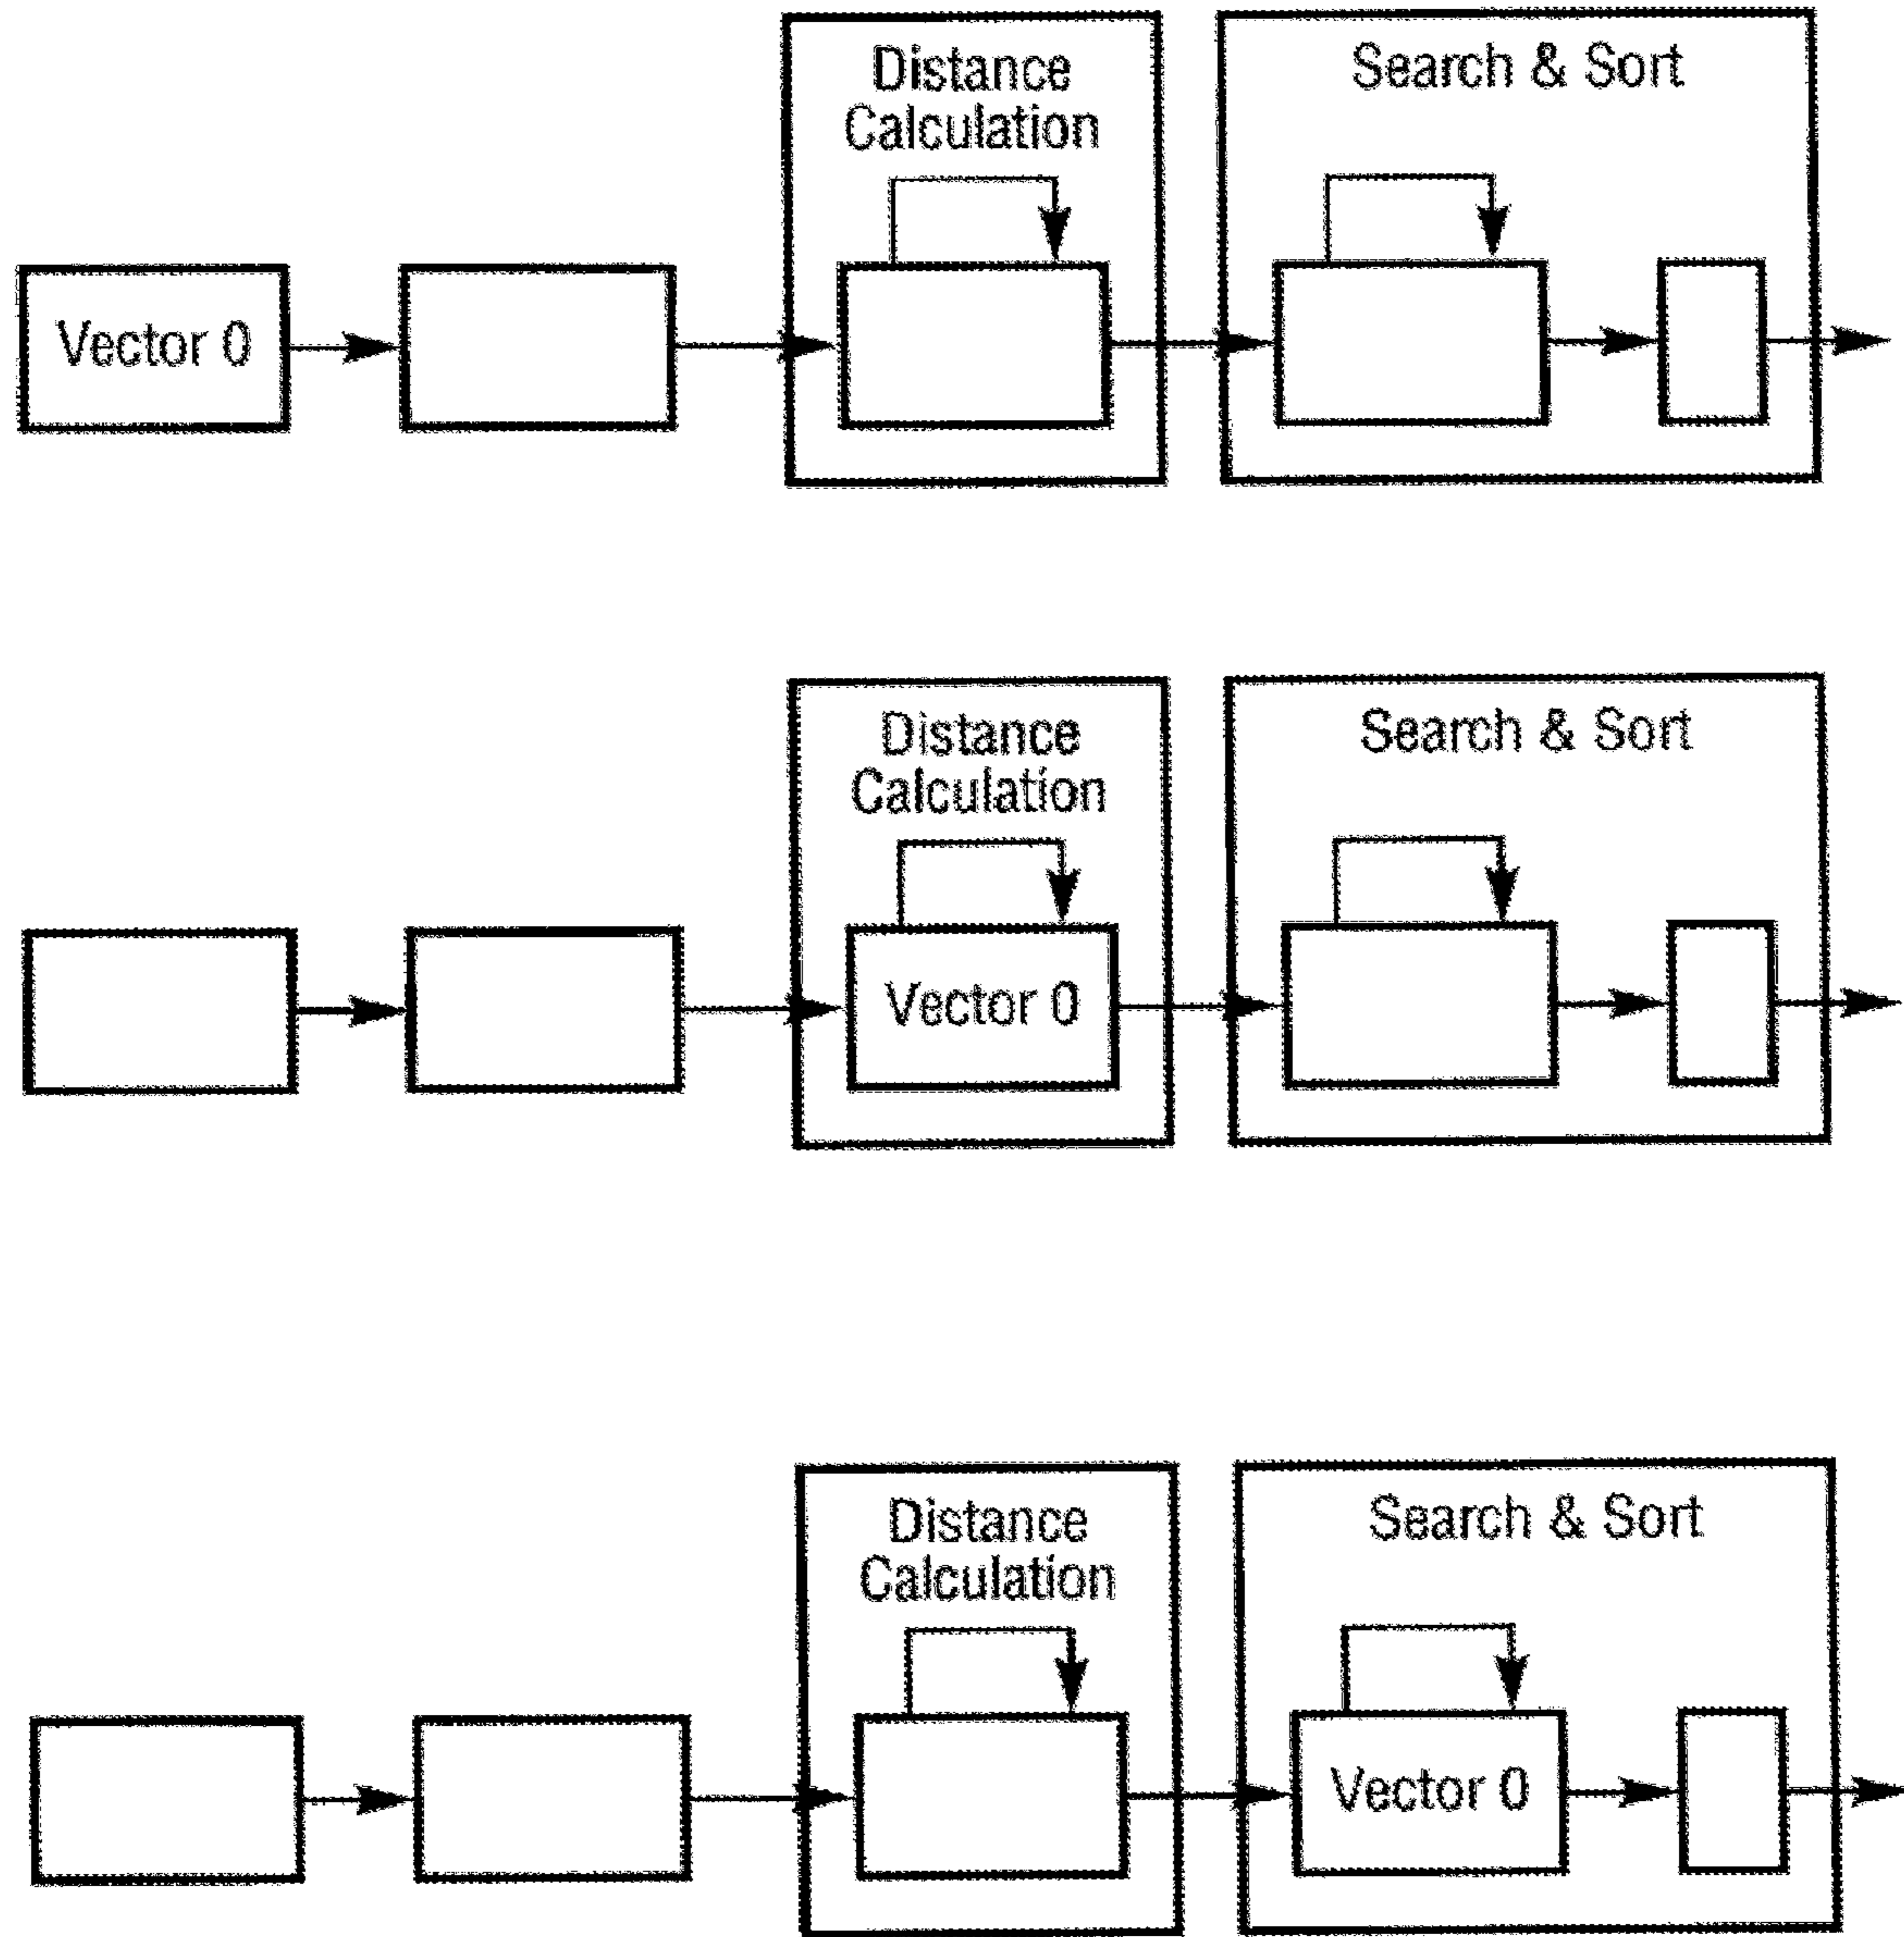 Distance
Calculation
Search & Sort
Vector 0
Distance
Calculation
Search & Sort
Vector 0
Distance
Calculation
Search & Sort
Vector 0